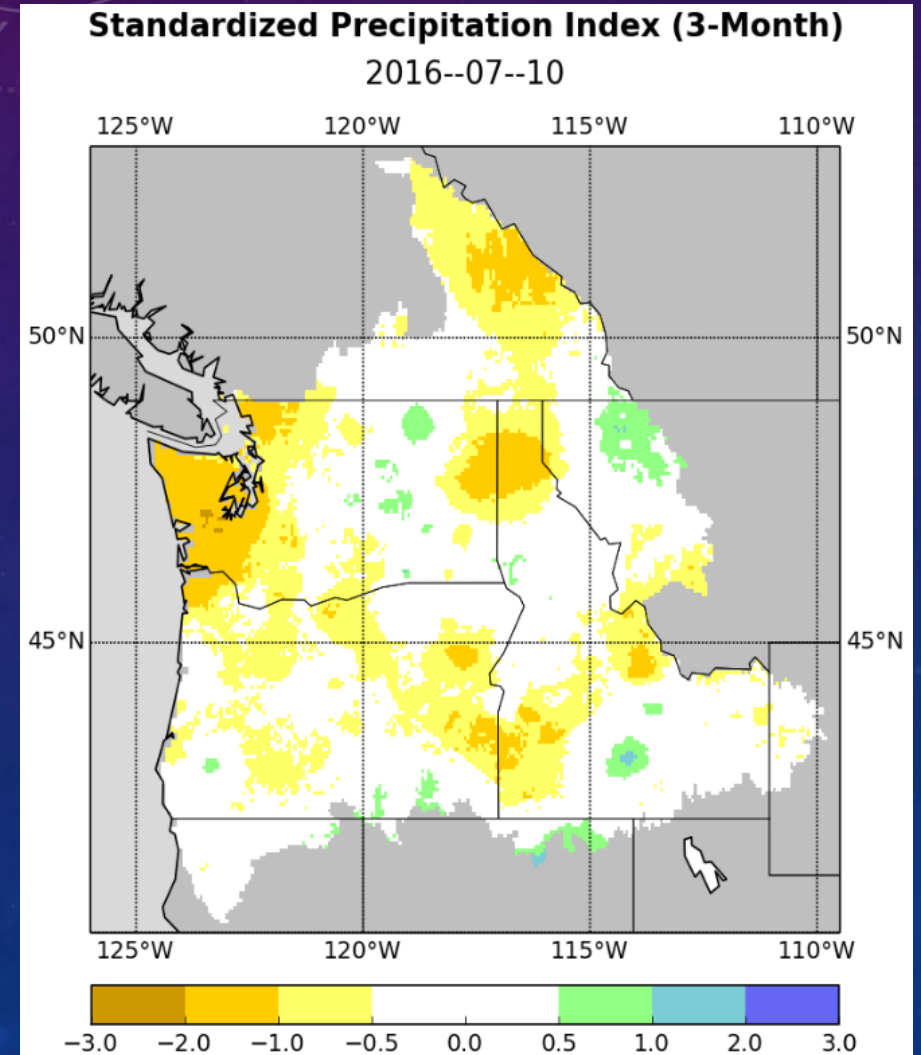 Standardized Precipitation Index (3-Month)
2016--07--10
125°W 120°W 115°W 110°W
50°N 50°N
45°N 45°N
125°W 120°W 115°W 110°W
−3.0 −2.0 −1.0 −0.5 0.0 0.5 1.0 2.0 3.0